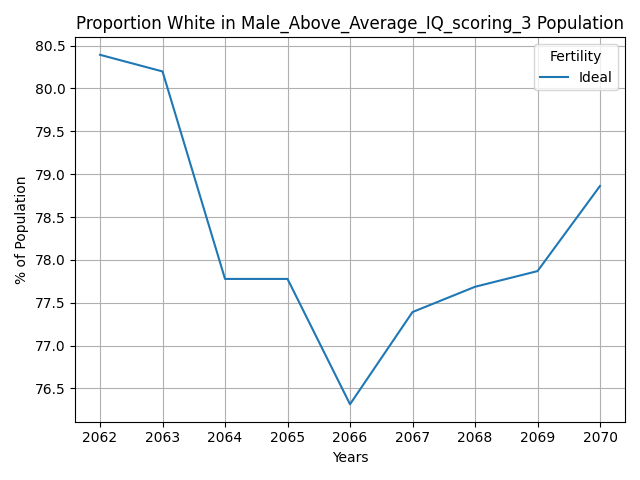 Proportion White in Male_Above_Average_IQ_scoring_3 Population
Fertility
Ideal
% of Population
80.5
80.0
79.5
79.0
78.5
78.0
77.5
77.0
76.5
2062 2063 2064 2065 2066 2067 2068 2069 2070
Years